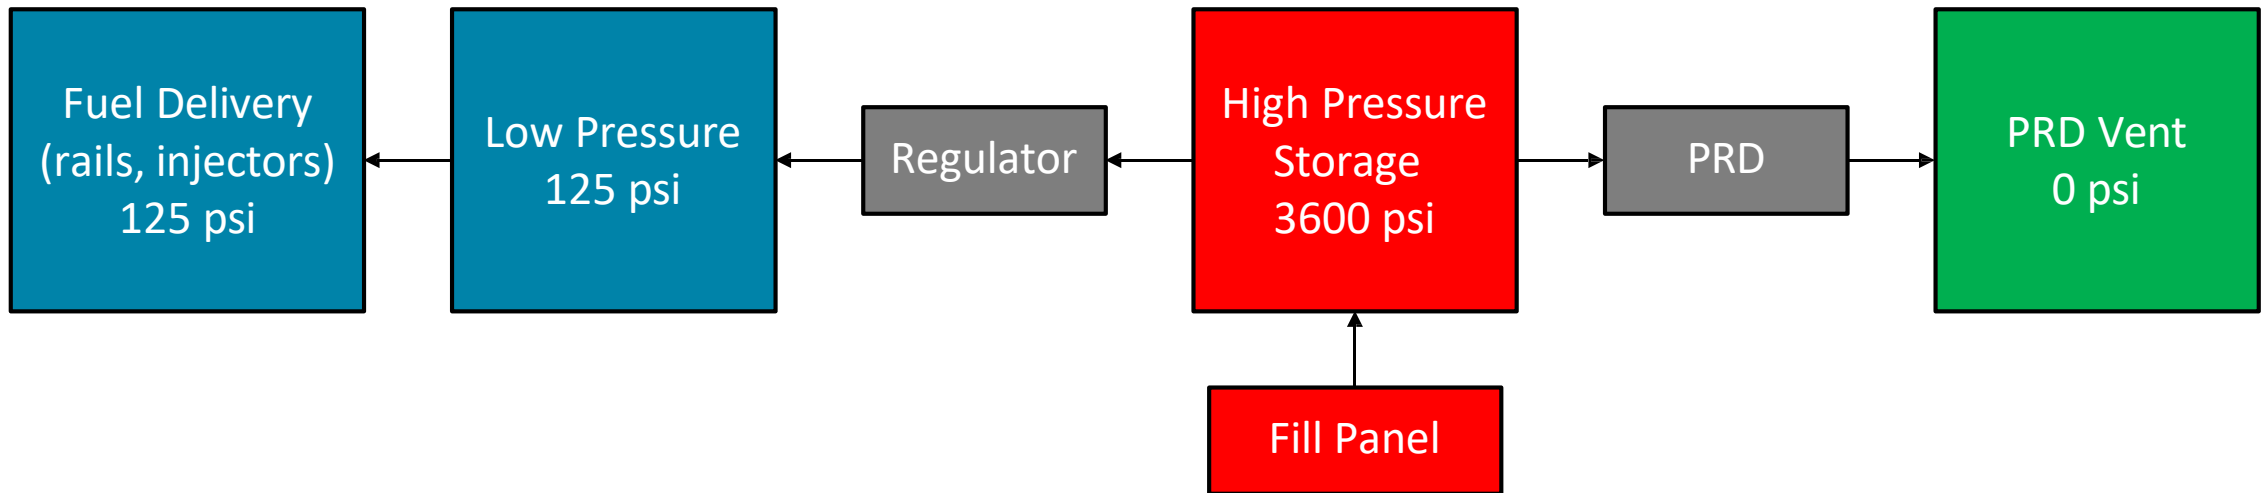 Fuel Delivery
(rails, injectors)
125 psi
Low Pressure
125 psi
Regulator
High Pressure
Storage
3600 psi
PRD
PRD Vent
0 psi
Fill Panel